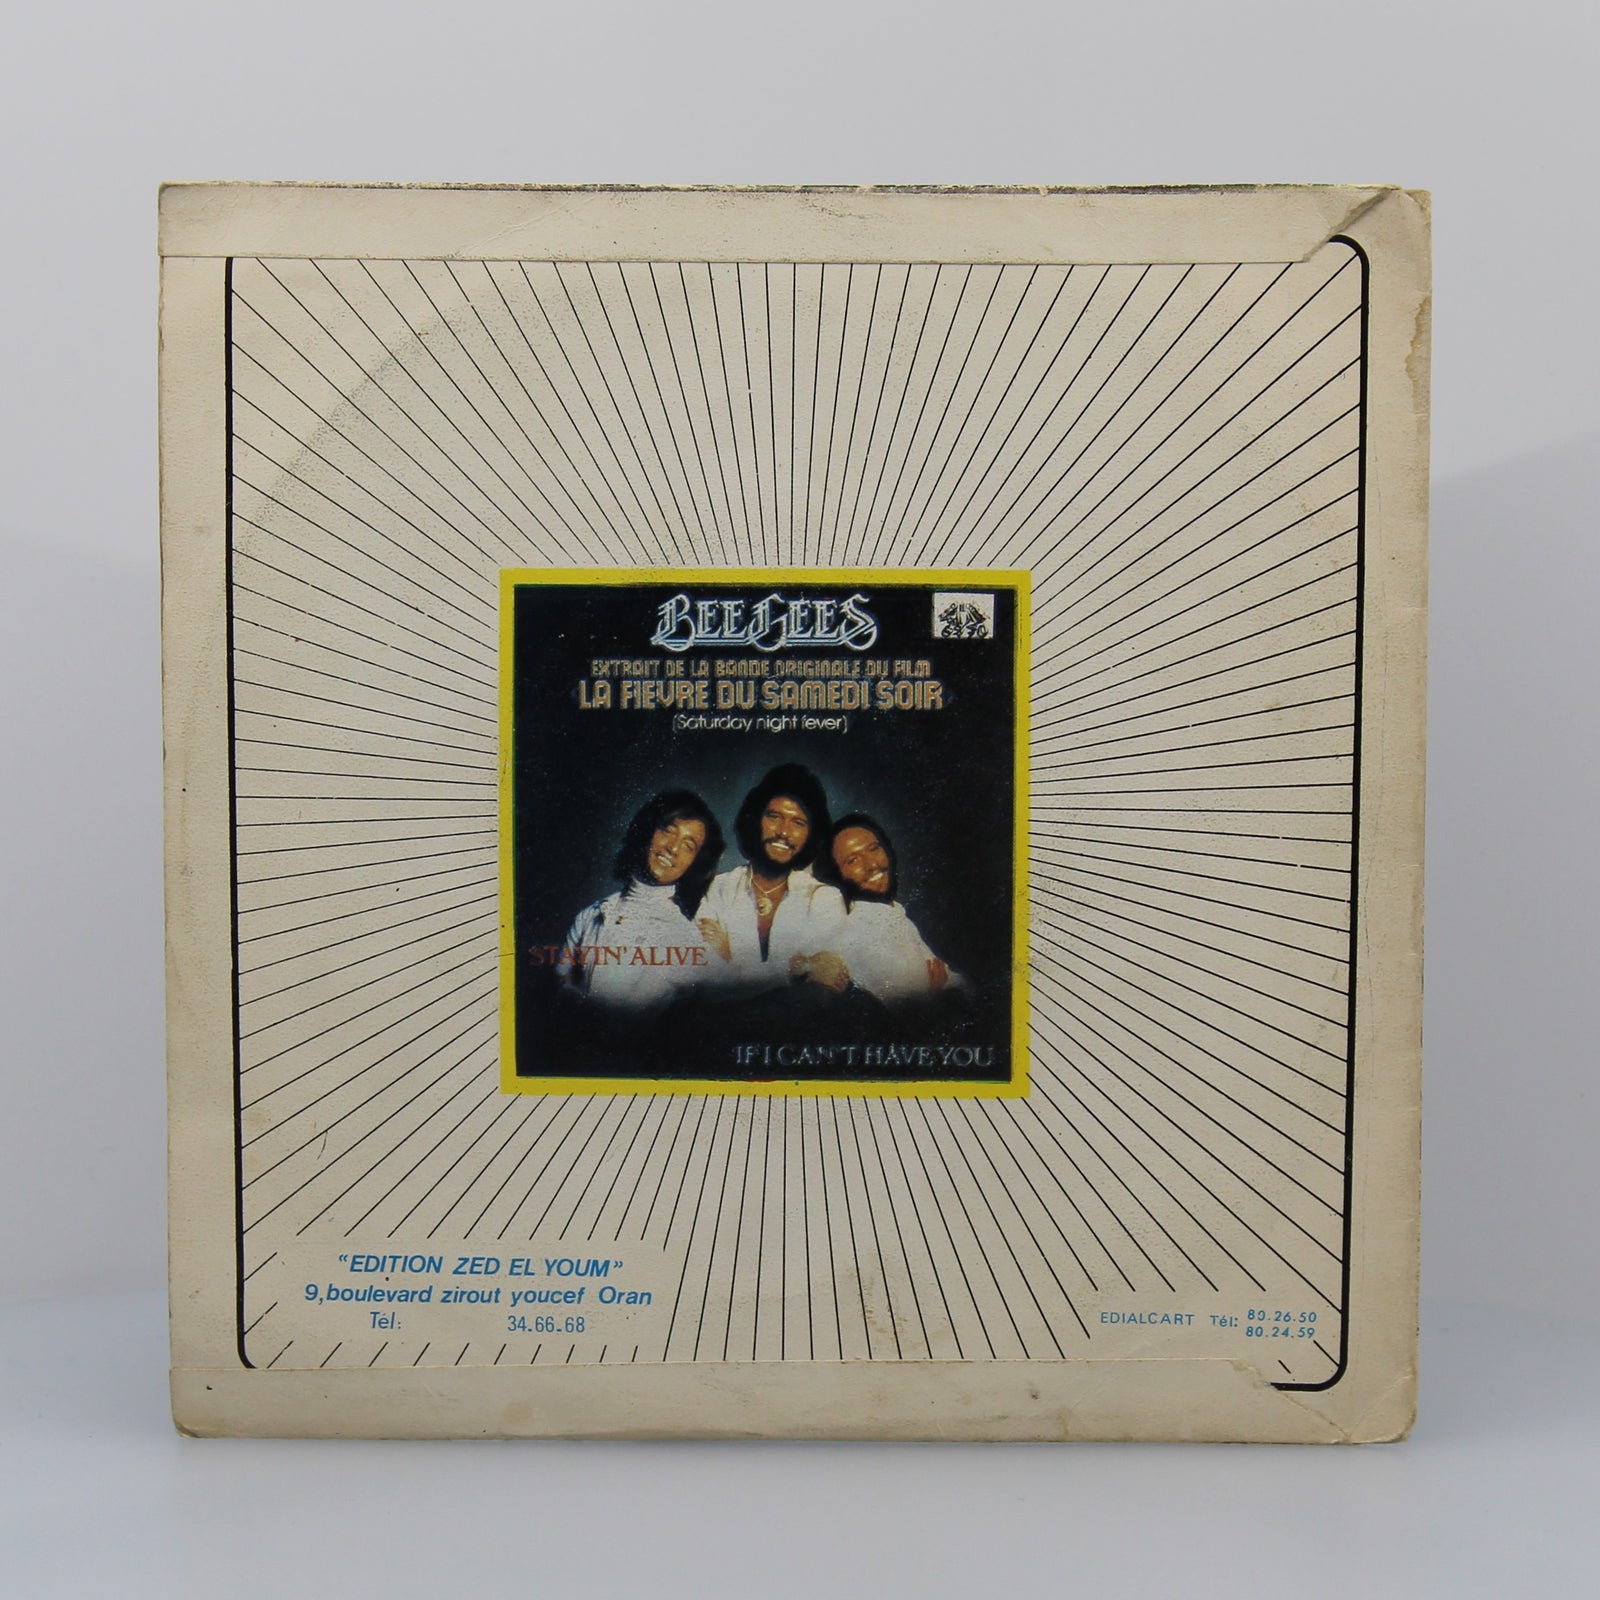 BEE GEES
EXTRAIT DE LA BANDE ORIGINALE DU FILM
LA FIEVRE DU SAMEDI SOIR
(Saturday night fever)
STAYIN' ALIVE
IF I CAN'T HAVE YOU
“EDITION ZED EL YOUM”
9,boulevard zirout youcef Oran
Tél: 34.66.68
EDIALCART Tél: 80.26.50
80.24.59